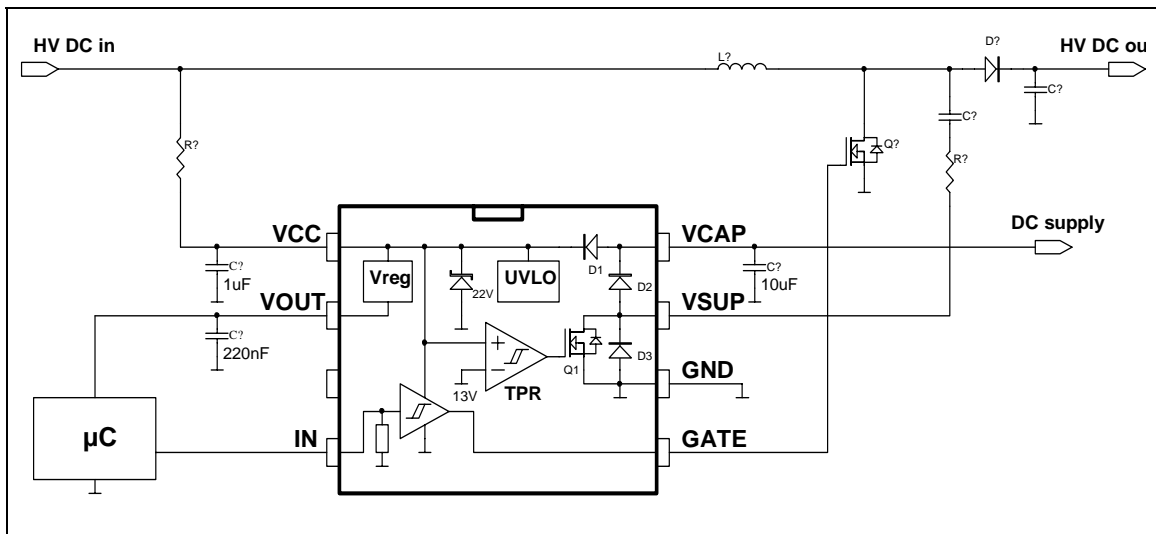 HV DC in
D?
HV DC ou
L?
C?
C?
R?
Q?
R?
VCC
VCAP
DC supply
C?
1uF
Vreg
22V
UVLO
D1
D2
C?
10uF
VOUT
VSUP
C?
220nF
D3
Q1
TPR
13V
GND
µC
IN
GATE